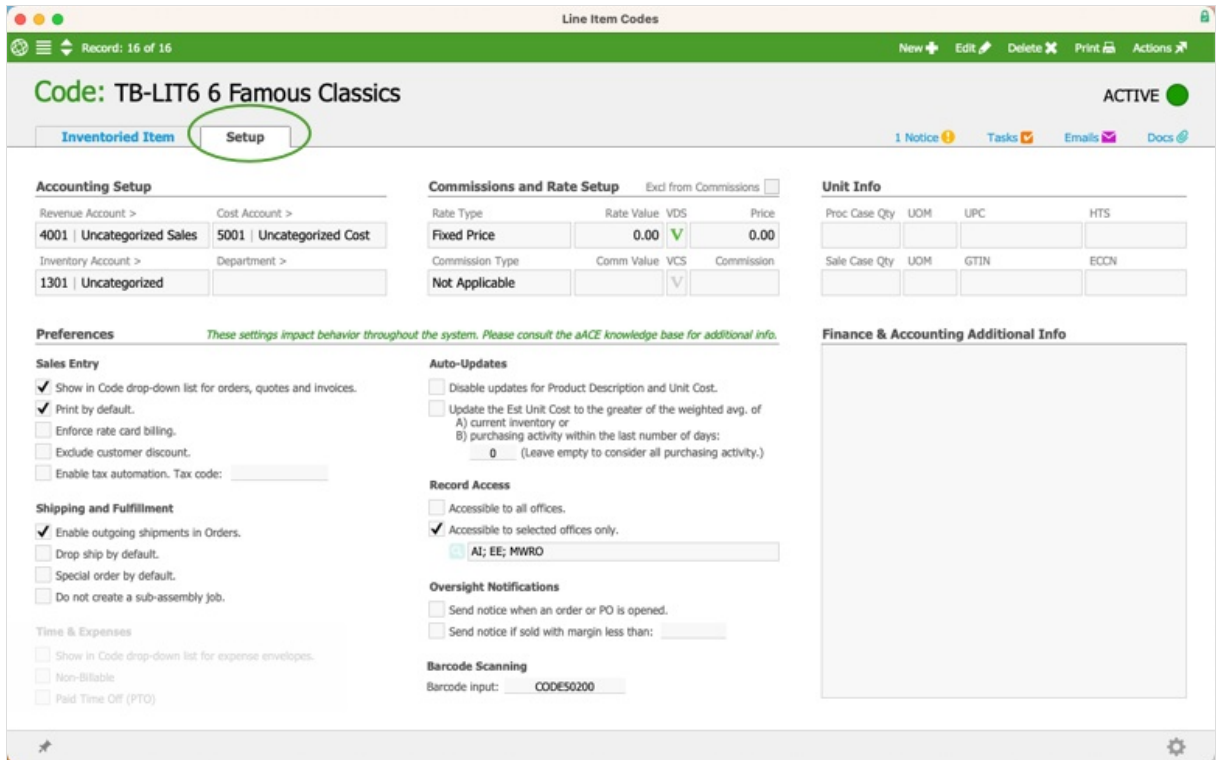 Line Item Codes
Record: 16 of 16
New Edit Delete Print Actions
Code: TB-LIT6 6 Famous Classics
ACTIVE
Inventoried Item Setup
1 Notice Tasks Emails Docs
Accounting Setup
Revenue Account > Cost Account >
4001 | Uncategorized Sales 5001 | Uncategorized Cost
Inventory Account > Department >
1301 | Uncategorized
Commissions and Rate Setup Excl from Commissions
Rate Type Rate Value VDS Price
Fixed Price 0.00 V 0.00
Commission Type Comm Value VCS Commission
Not Applicable V
Unit Info
Proc Case Qty UOM UPC HTS
Sale Case Qty UOM GTIN ECCN
Preferences These settings impact behavior throughout the system. Please consult the aACE knowledge base for additional info.
Sales Entry
Show in Code drop-down list for orders, quotes and invoices.
Print by default.
Enforce rate card billing.
Exclude customer discount.
Enable tax automation. Tax code:
Shipping and Fulfillment
Enable outgoing shipments in Orders.
Drop ship by default.
Special order by default.
Do not create a sub-assembly job.
Time & Expenses
Show in Code drop-down list for expense envelopes.
Non-Billable
Paid Time Off (PTO)
Auto-Updates
Disable updates for Product Description and Unit Cost.
Update the Est Unit Cost to the greater of the weighted avg. of
A) current inventory or
B) purchasing activity within the last number of days:
0 (Leave empty to consider all purchasing activity.)
Record Access
Accessible to all offices.
Accessible to selected offices only.
AI; EE; MWRO
Oversight Notifications
Send notice when an order or PO is opened.
Send notice if sold with margin less than:
Barcode Scanning
Barcode input: CODE50200
Finance & Accounting Additional Info